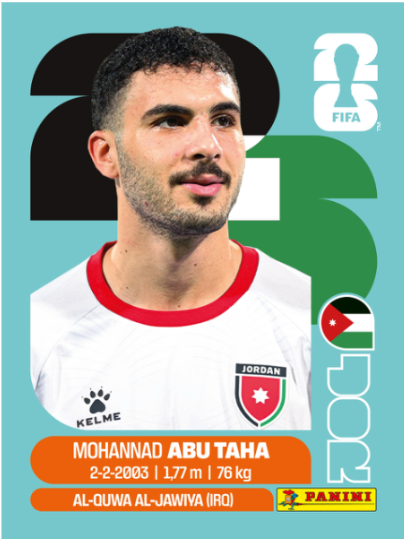 26
FIFA
JORDAN
KELME
JOR
MOHANNAD ABU TAHA
2-2-2003 | 1,77 m | 76 kg
AL-QUWA AL-JAWIYA (IRQ)
PANINI